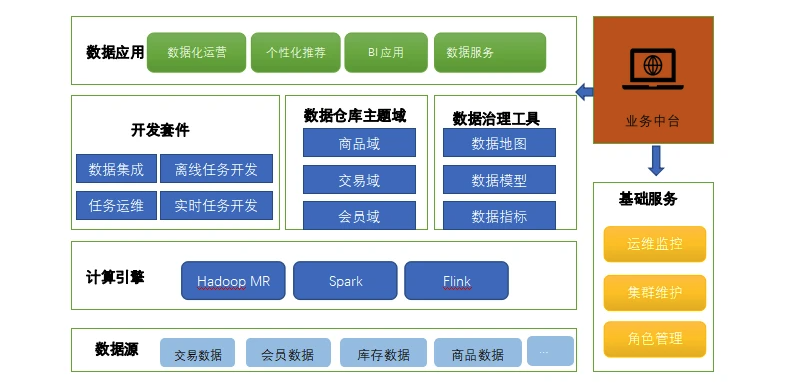 数据应用
数据化运营
个性化推荐
BI 应用
数据服务
业务中台
开发套件
数据集成
离线任务开发
任务运维
实时任务开发
数据仓库主题域
商品域
交易域
会员域
数据治理工具
数据地图
数据模型
数据指标
基础服务
运维监控
集群维护
角色管理
计算引擎
Hadoop MR
Spark
Flink
数据源
交易数据
会员数据
库存数据
商品数据
...